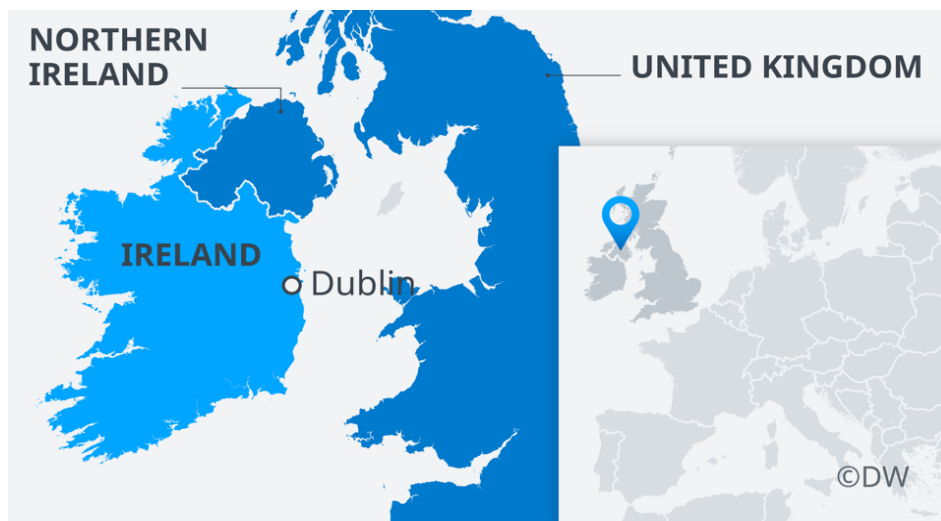 NORTHERN
IRELAND
UNITED KINGDOM
IRELAND
Dublin
©DW